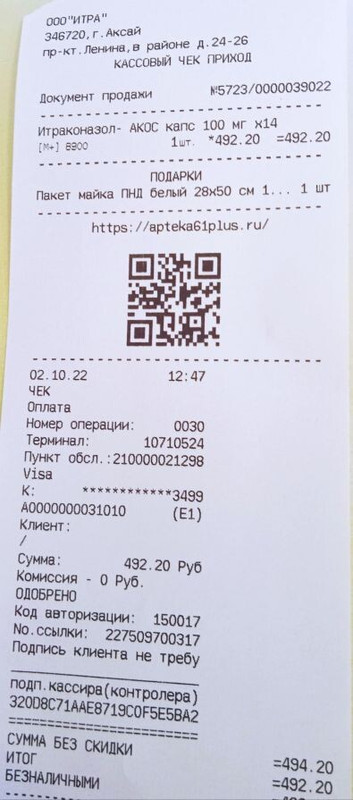 ООО"ИТРА"
346720,г.Аксай
пр-кт.Ленина,в районе д.24-26
КАССОВЫЙ ЧЕК ПРИХОД
Документ продажи №5723/0000039022
Итраконазол- АКОС капс 100 мг х14
[М+] 8900 1шт. *492.20 =492.20
ПОДАРКИ
Пакет майка ПНД белый 28х50 см 1... 1 шт
https://apteka61plus.ru/
02.10.22 12:47
ЧЕК
Оплата
Номер операции: 0030
Терминал: 10710524
Пункт обсл.:210000021298
Visa
К: ************3499
A0000000031010 (E1)
Клиент:
/
Сумма: 492.20 Руб
Комиссия - 0 Руб.
ОДОБРЕНО
Код авторизации: 150017
No.ссылки: 227509700317
Подпись клиента не требу
подп.кассира(контролера)
320D8C71AAE8719C0F5E5BA2
========================
СУММА БЕЗ СКИДКИ =494.20
ИТОГ =492.20
БЕЗНАЛИЧНЫМИ